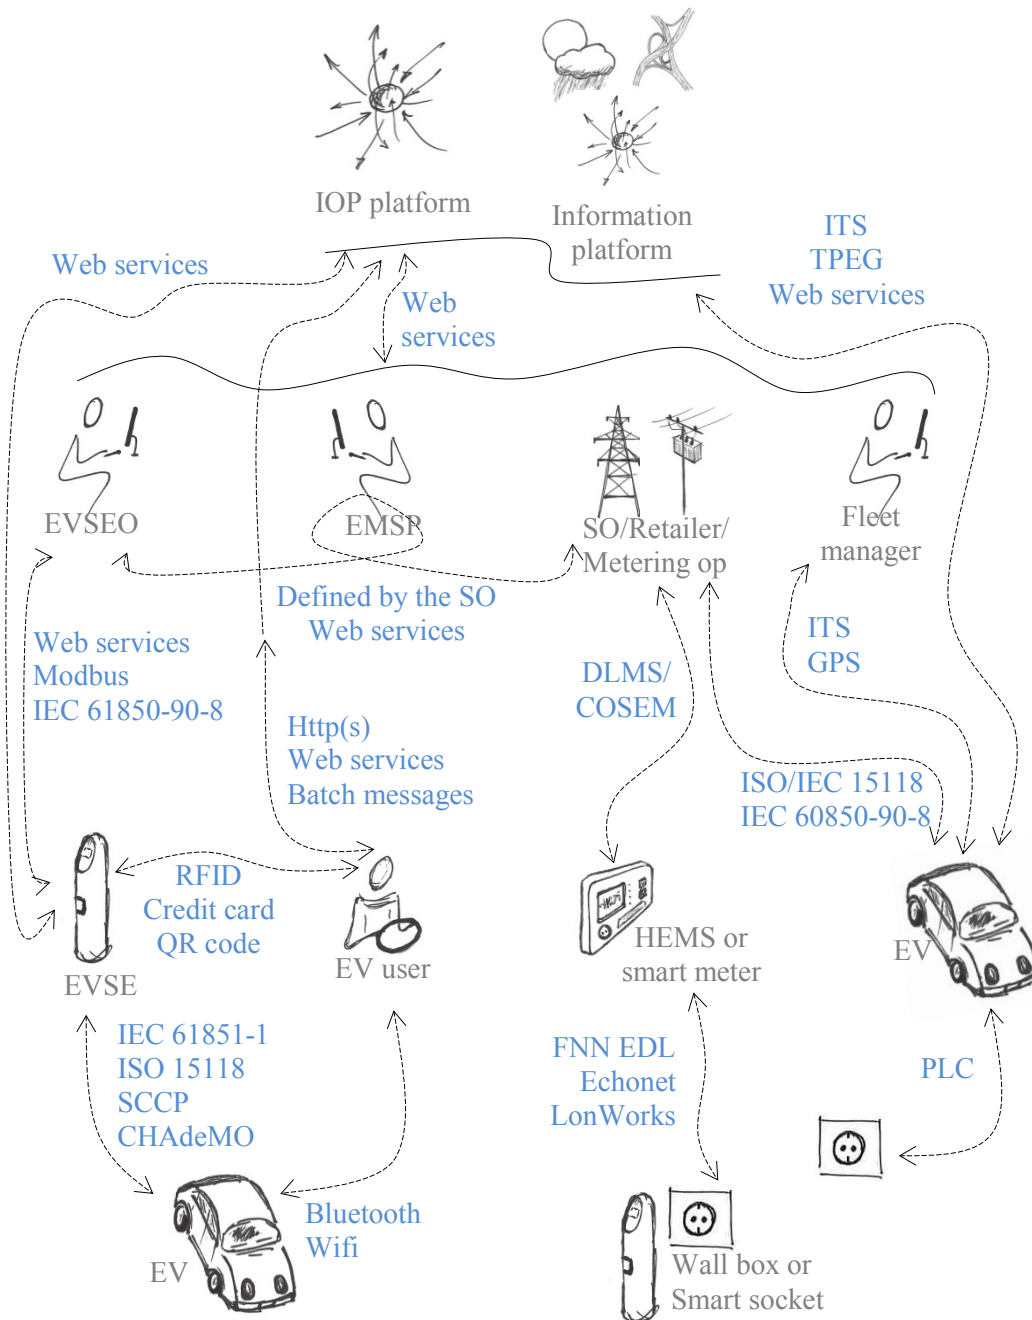 IOP platform
Information
platform
ITS
TPEG
Web services
Web services
Web
services
EVSEO
EMSP
SO/Retailer/
Metering op
Fleet
manager
Defined by the SO
Web services
Web services
Modbus
IEC 61850-90-8
ITS
GPS
DLMS/
COSEM
Http(s)
Web services
Batch messages
ISO/IEC 15118
IEC 60850-90-8
RFID
Credit card
QR code
EVSE
EV user
HEMS or
smart meter
EV
IEC 61851-1
ISO 15118
SCCP
CHAdeMO
FNN EDL
Echonet
LonWorks
PLC
Bluetooth
Wifi
EV
Wall box or
Smart socket